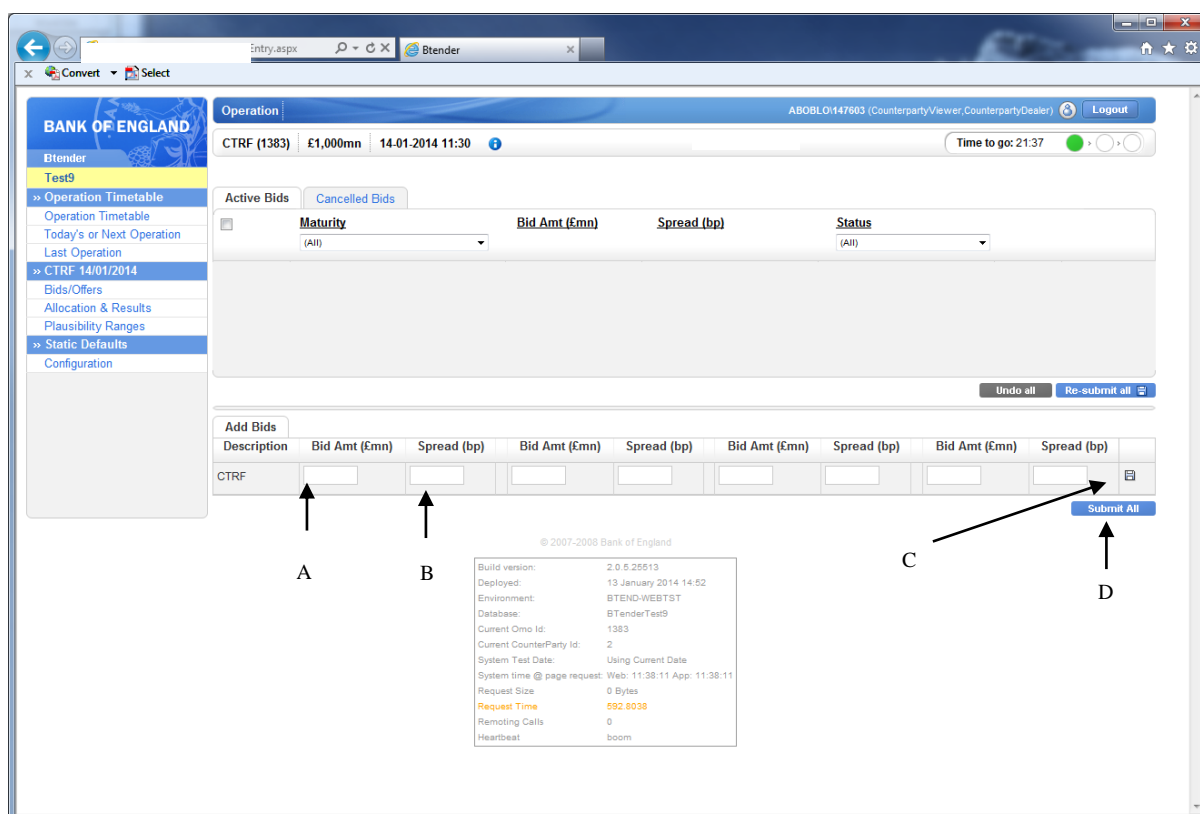 Entry.aspx
Btender
x Convert Select
BANK OF ENGLAND
Btender
Test9
» Operation Timetable
Operation Timetable
Today's or Next Operation
Last Operation
» CTRF 14/01/2014
Bids/Offers
Allocation & Results
Plausibility Ranges
» Static Defaults
Configuration
Operation ABOBLO\147603 (CounterpartyViewer,CounterpartyDealer) Logout
CTRF (1383) £1,000mn 14-01-2014 11:30 Time to go: 21:37
Active Bids Cancelled Bids
Maturity Bid Amt (£mn) Spread (bp) Status
(All) (All)
Undo all Re-submit all
Add Bids
Description Bid Amt (£mn) Spread (bp) Bid Amt (£mn) Spread (bp) Bid Amt (£mn) Spread (bp) Bid Amt (£mn) Spread (bp)
CTRF
Submit All
A B C D
© 2007-2008 Bank of England
Build version: 2.0.5.25513
Deployed: 13 January 2014 14:52
Environment: BTEND-WEBTST
Database: BTenderTest9
Current Omo Id: 1383
Current CounterParty Id: 2
System Test Date: Using Current Date
System time @ page request: Web: 11:38:11 App: 11:38:11
Request Size 0 Bytes
Request Time 592.8038
Remoting Calls 0
Heartbeat boom